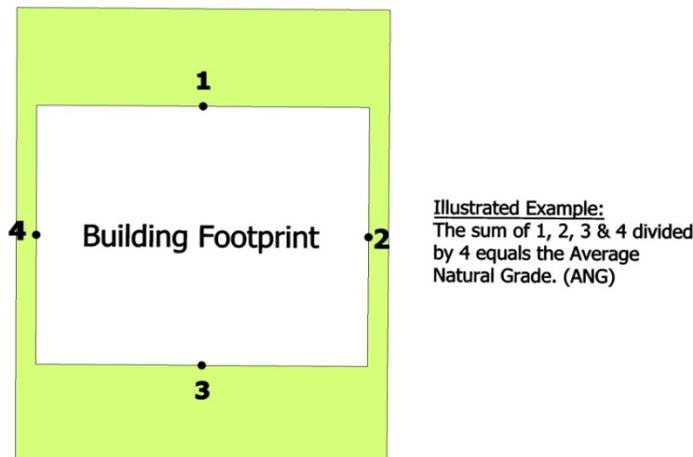 1
4
Building Footprint
2
3
Illustrated Example:
The sum of 1, 2, 3 & 4 divided
by 4 equals the Average
Natural Grade. (ANG)